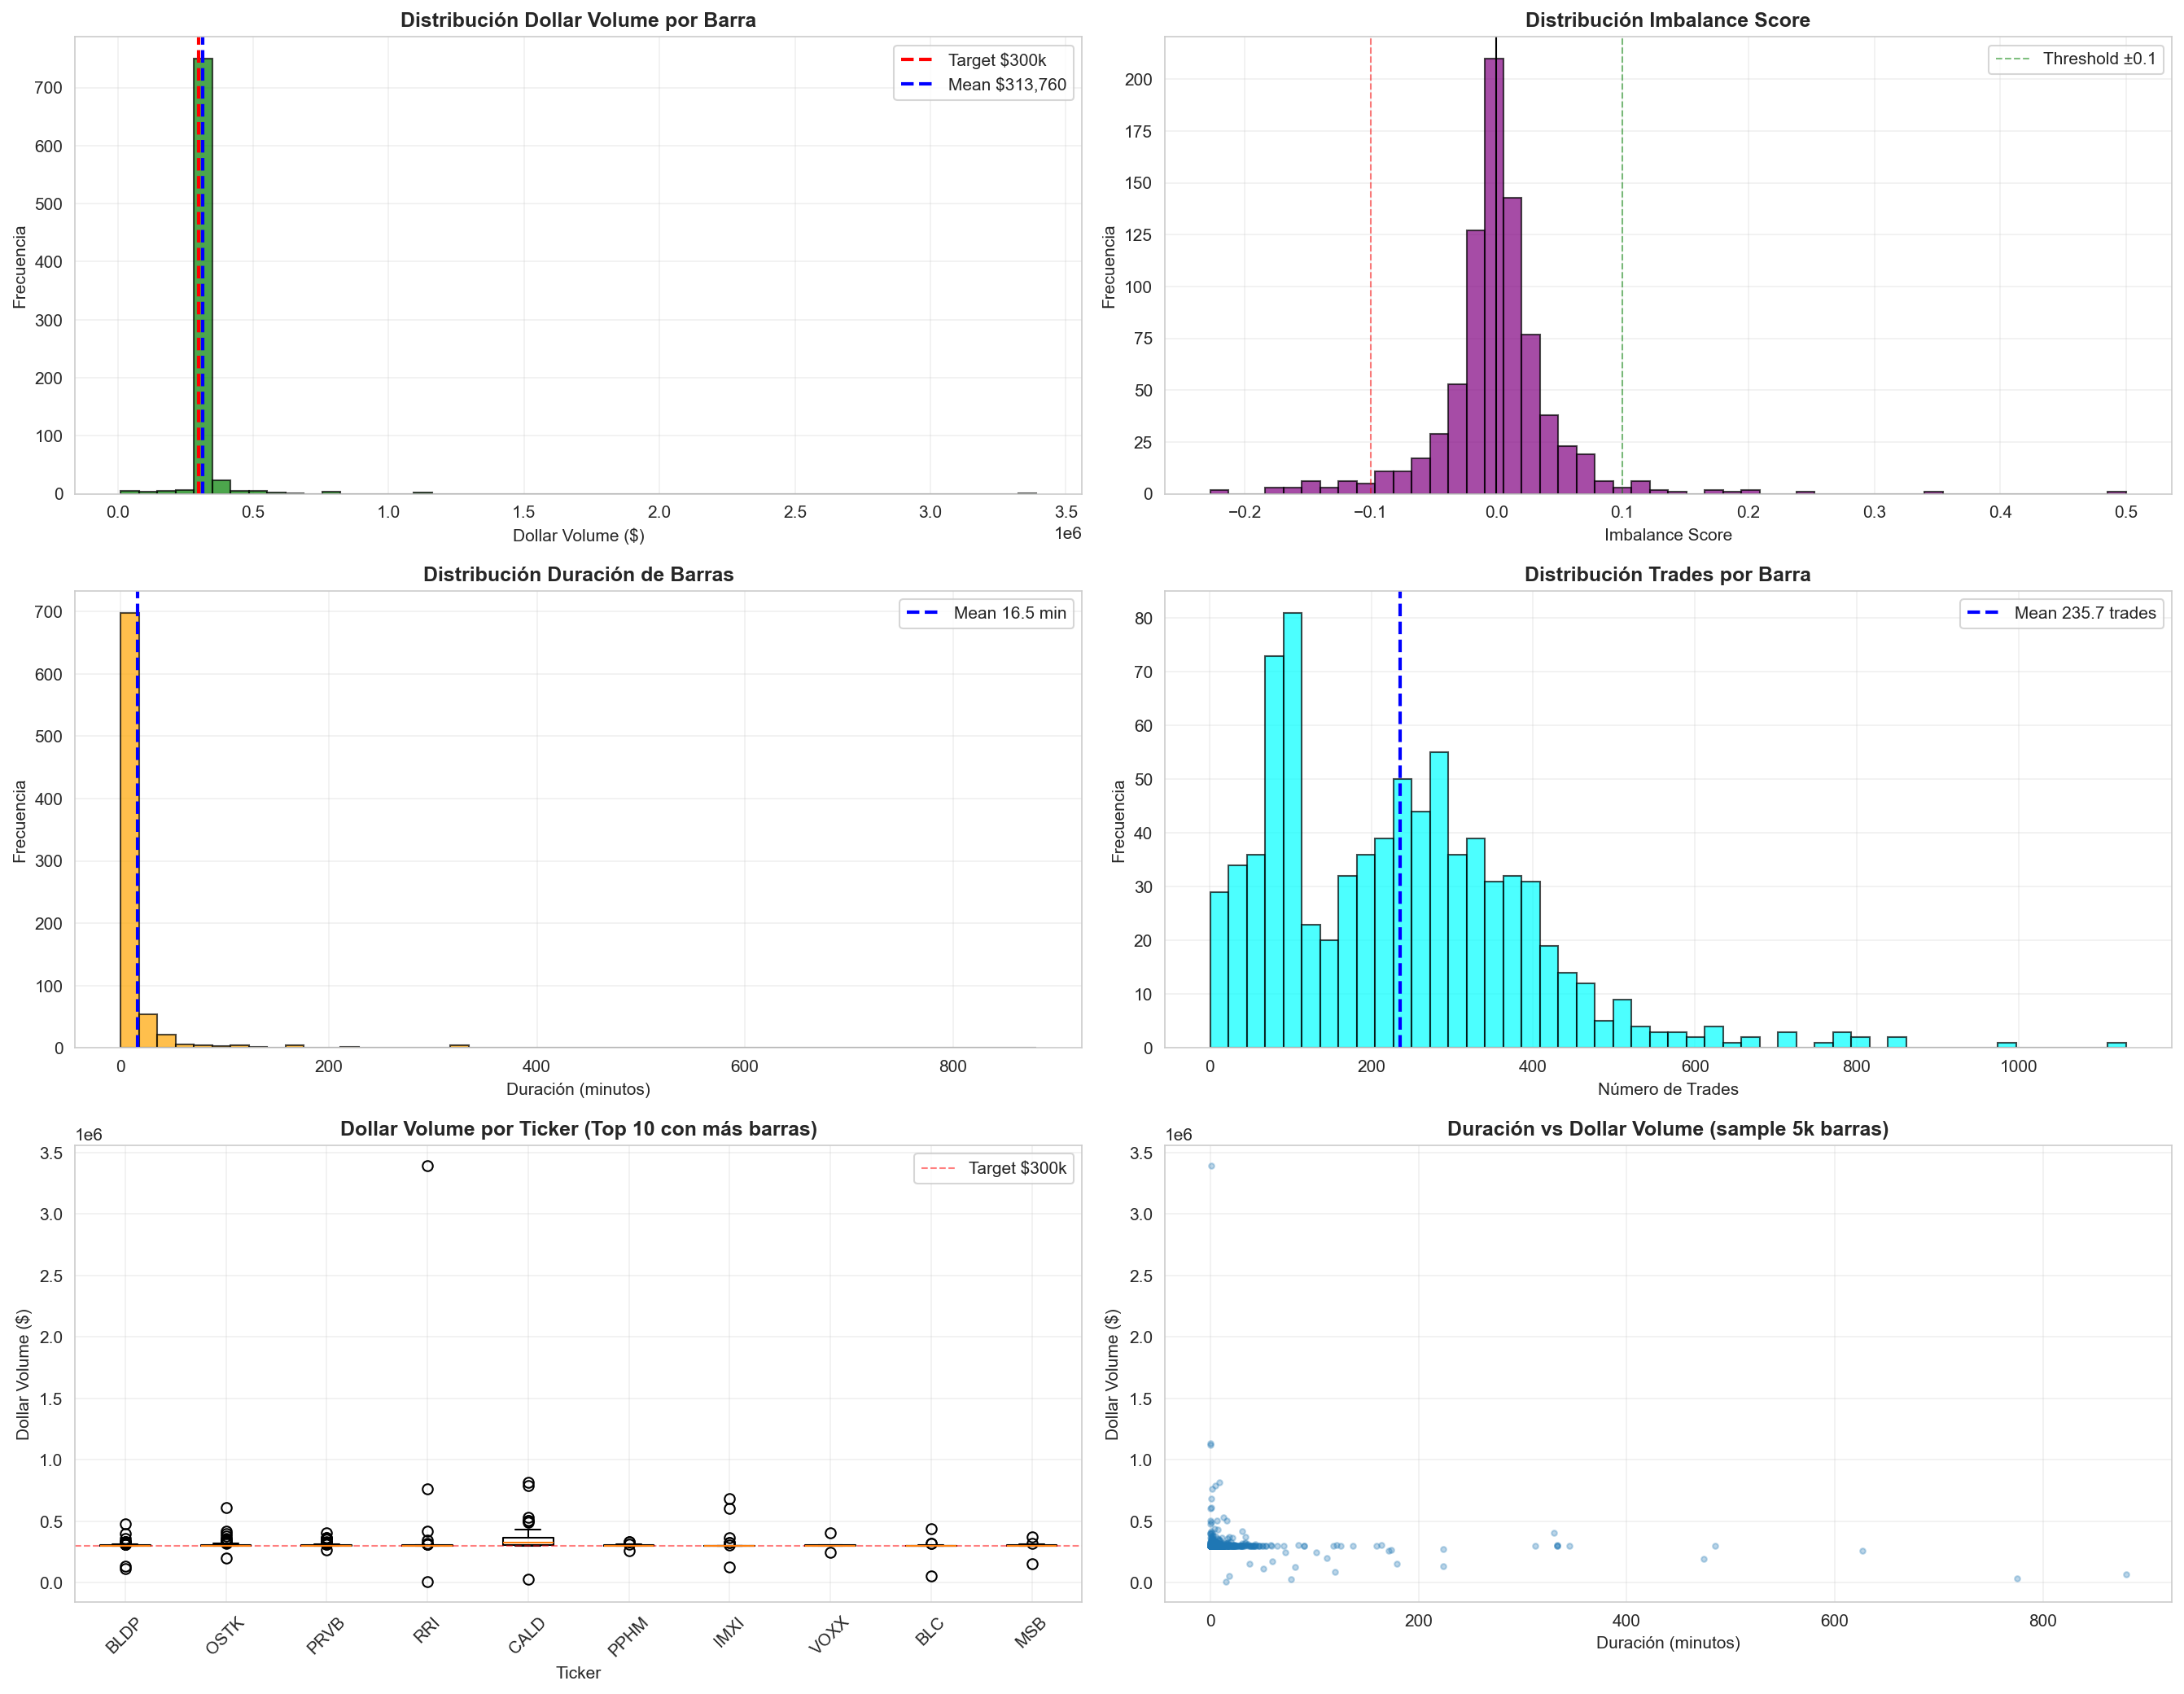 Distribución Dollar Volume por Barra
Target $300k
Mean $313,760
Frecuencia
700
600
500
400
300
200
100
0
0.0 0.5 1.0 1.5 2.0 2.5 3.0 3.5
1e6
Dollar Volume ($)
Distribución Imbalance Score
Threshold ±0.1
Frecuencia
200
175
150
125
100
75
50
25
0
−0.2 −0.1 0.0 0.1 0.2 0.3 0.4 0.5
Imbalance Score
Distribución Duración de Barras
Mean 16.5 min
Frecuencia
700
600
500
400
300
200
100
0
0 200 400 600 800
Duración (minutos)
Distribución Trades por Barra
Mean 235.7 trades
Frecuencia
80
70
60
50
40
30
20
10
0
0 200 400 600 800 1000
Número de Trades
Dollar Volume por Ticker (Top 10 con más barras)
1e6
Target $300k
Dollar Volume ($)
3.5
3.0
2.5
2.0
1.5
1.0
0.5
0.0
BLDP OSTK PRVB RRI CALD PPHM IMXI VOXX BLC MSB
Ticker
Duración vs Dollar Volume (sample 5k barras)
1e6
Dollar Volume ($)
3.5
3.0
2.5
2.0
1.5
1.0
0.5
0.0
0 200 400 600 800
Duración (minutos)